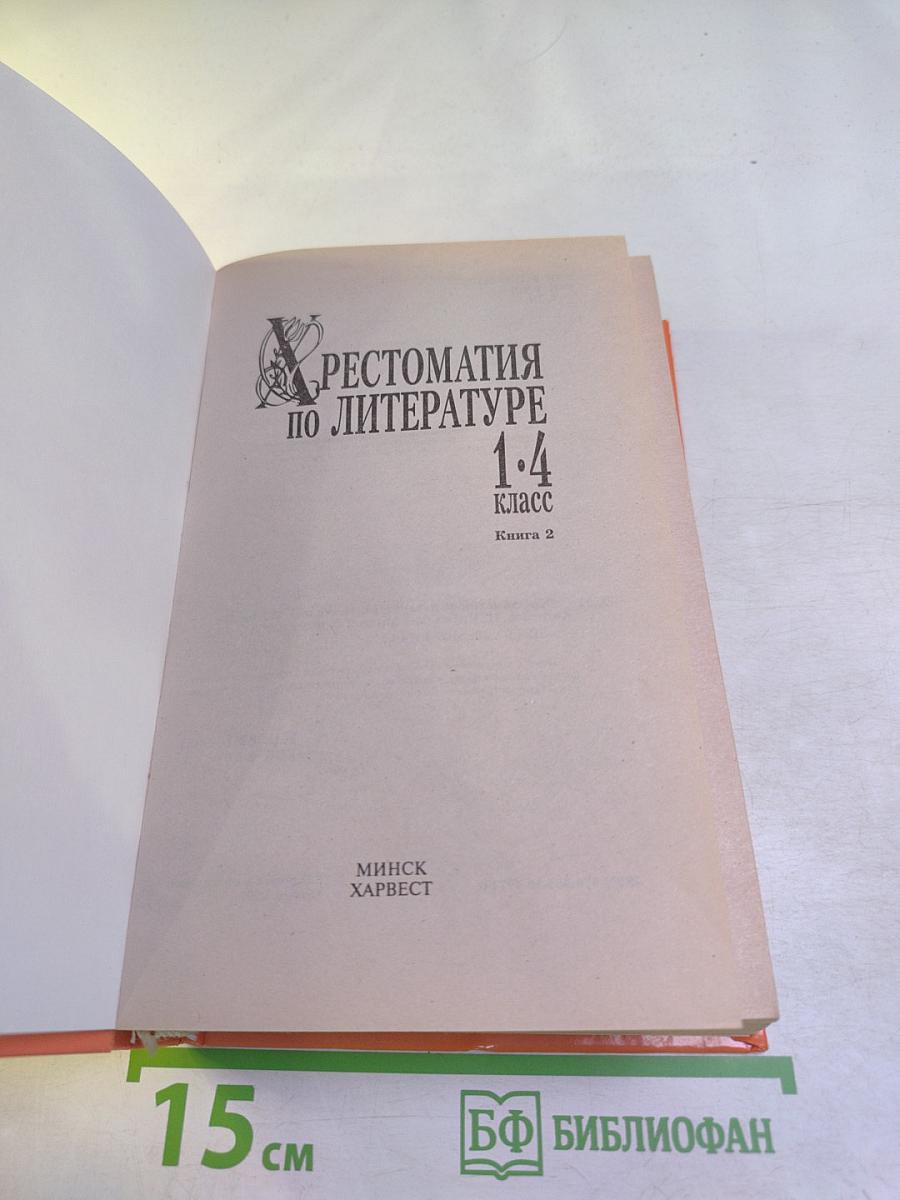 ХРЕСТОМАТИЯ
ПО ЛИТЕРАТУРЕ
1•4
класс
Книга 2
МИНСК
ХАРВЕСТ
15 см
БФ БИБЛИОФАН